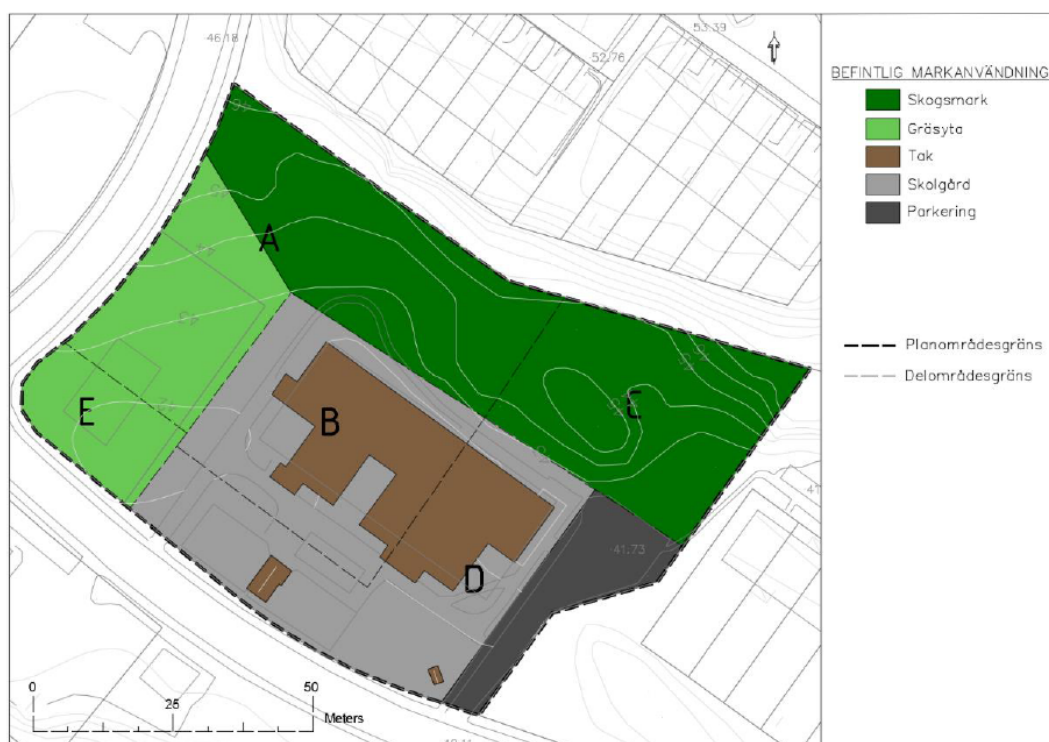 46.18
53.39
52.76
BEFINTLIG MARKANVÄNDNING
Skogsmark
Gräsyta
Tak
Skolgård
Parkering
Planområdesgräns
Delområdesgräns
A
B
E
D
41.73
0
50
25
Meters